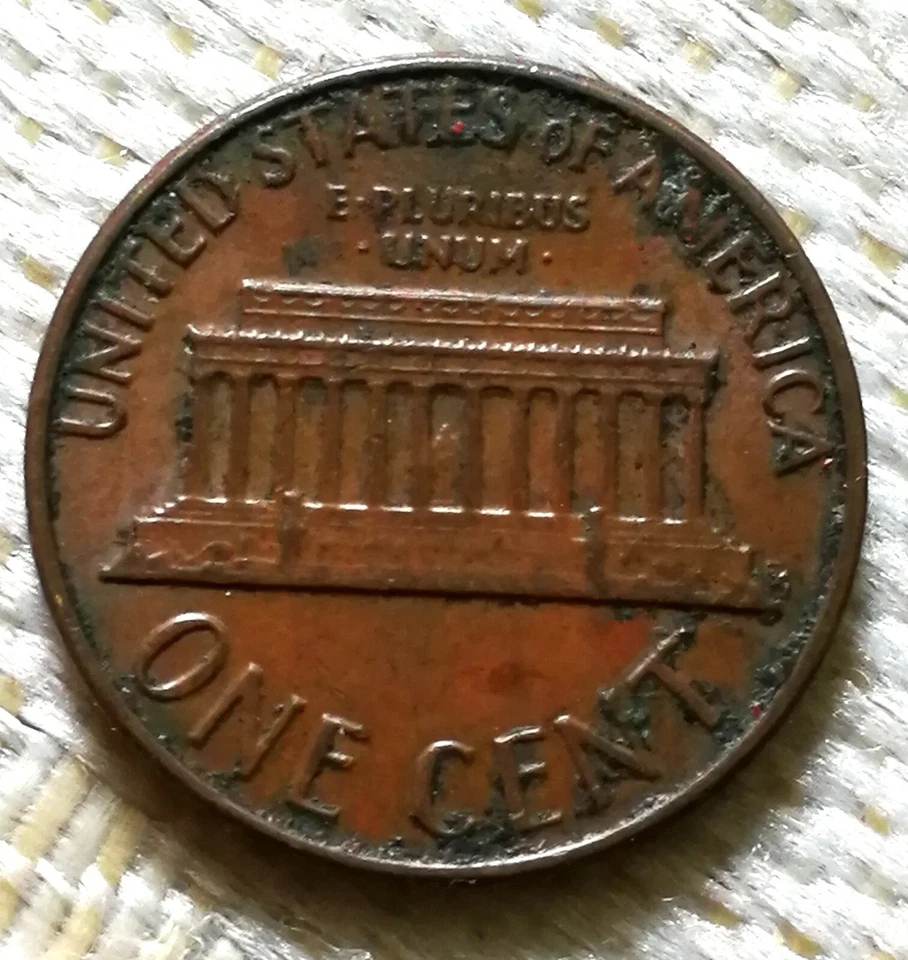 UNITED STATES OF AMERICA
E·PLURIBUS
·UNUM·
ONE CENT